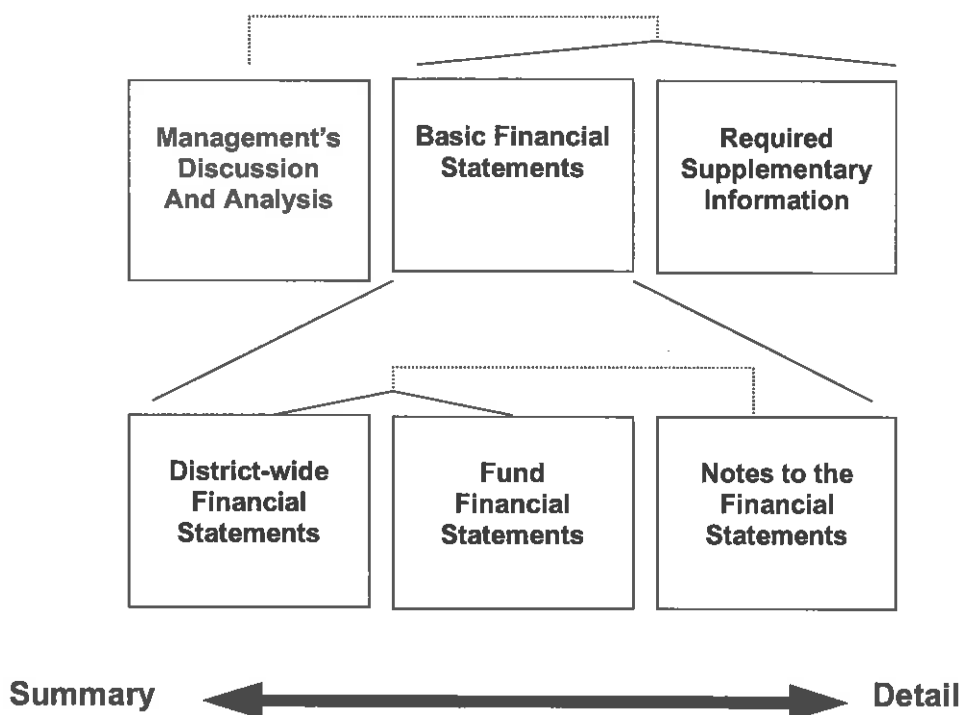 Management's
Discussion
And Analysis
Basic Financial
Statements
Required
Supplementary
Information
District-wide
Financial
Statements
Fund
Financial
Statements
Notes to the
Financial
Statements
Summary
Detail